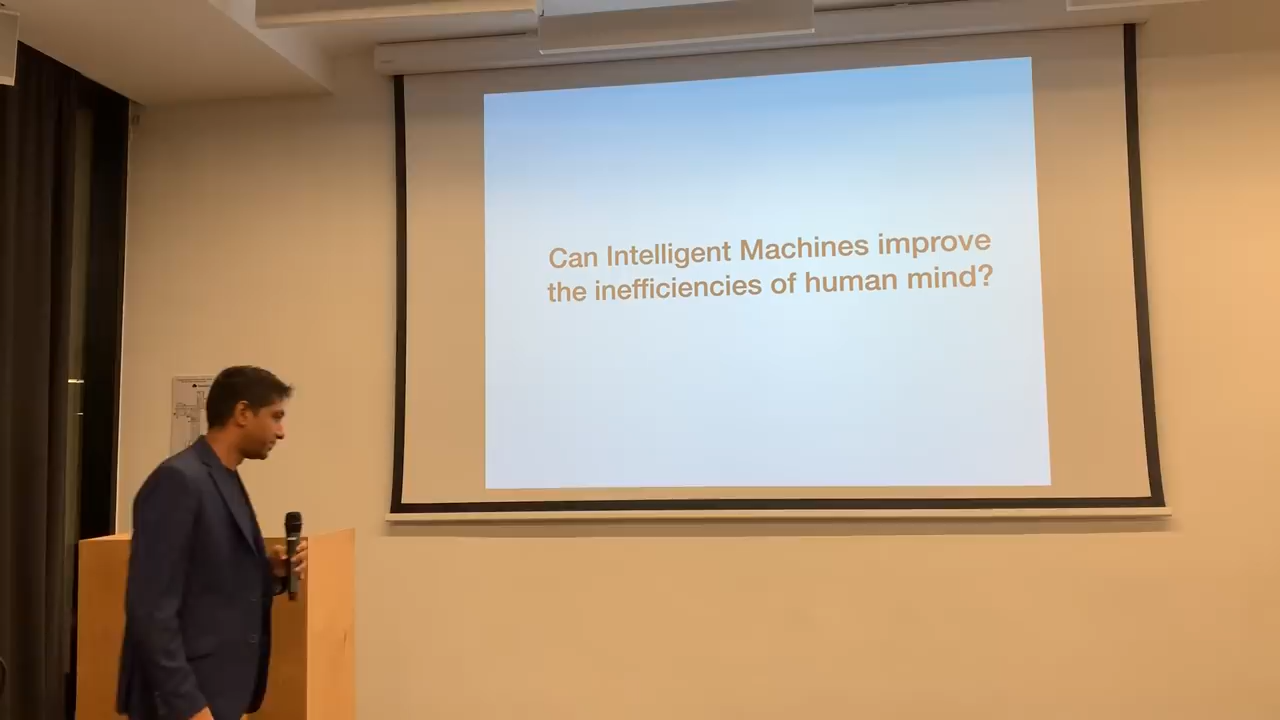 Can Intelligent Machines improve
the inefficiencies of human mind?